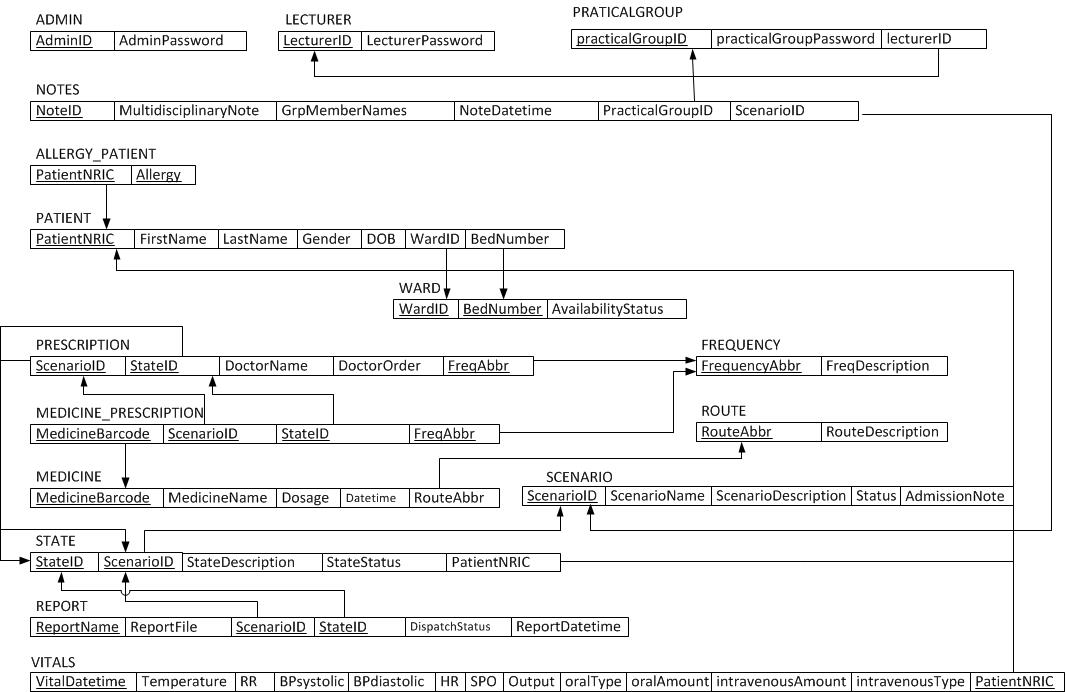 ADMIN
AdminID AdminPassword
LECTURER
LecturerID LecturerPassword
PRATICALGROUP
practicalGroupID practicalGroupPassword lecturerID
NOTES
NoteID MultidisciplinaryNote GrpMemberNames NoteDatetime PracticalGroupID ScenarioID
ALLERGY_PATIENT
PatientNRIC Allergy
PATIENT
PatientNRIC FirstName LastName Gender DOB WardID BedNumber
WARD
WardID BedNumber AvailabilityStatus
PRESCRIPTION
ScenarioID StateID DoctorName DoctorOrder FreqAbbr
FREQUENCY
FrequencyAbbr FreqDescription
MEDICINE_PRESCRIPTION
MedicineBarcode ScenarioID StateID FreqAbbr
ROUTE
RouteAbbr RouteDescription
MEDICINE
MedicineBarcode MedicineName Dosage Datetime RouteAbbr
SCENARIO
ScenarioID ScenarioName ScenarioDescription Status AdmissionNote
STATE
StateID ScenarioID StateDescription StateStatus PatientNRIC
REPORT
ReportName ReportFile ScenarioID StateID DispatchStatus ReportDatetime
VITALS
VitalDatetime Temperature RR BPsystolic BPdiastolic HR SPO Output oralType oralAmount intravenousAmount intravenousType PatientNRIC